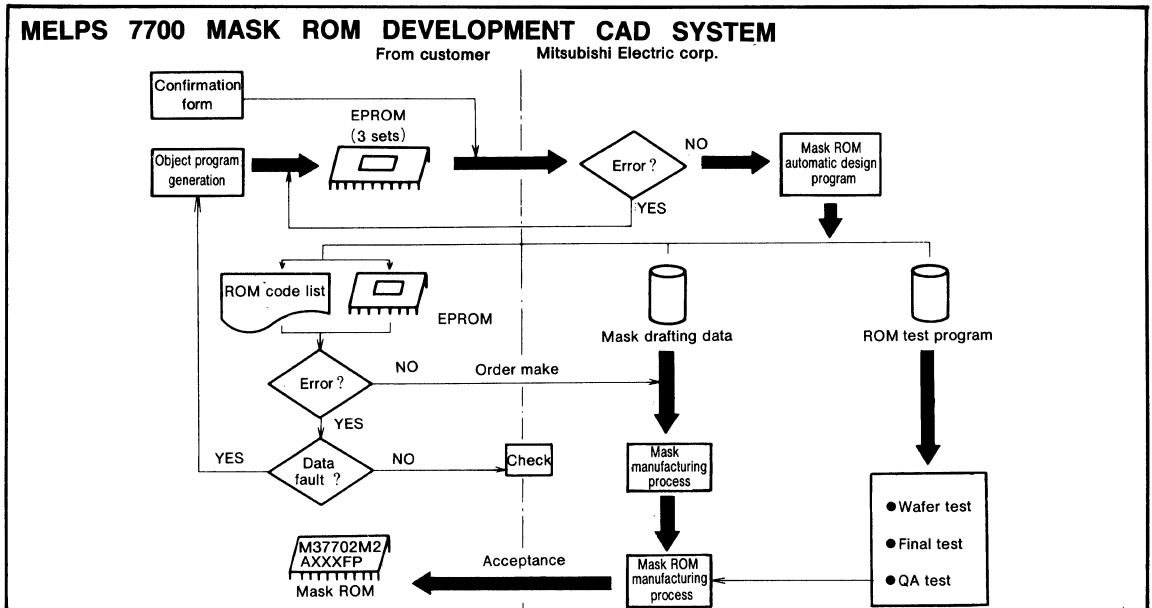 MELPS 7700 MASK ROM DEVELOPMENT CAD SYSTEM
From customer
Mitsubishi Electric corp.
Confirmation
form
EPROM
(3 sets)
Object program
generation
Error?
NO
YES
Mask ROM
automatic design
program
ROM code list
EPROM
Mask drafting data
ROM test program
Error?
NO
Order make
YES
Data
fault ?
YES
NO
Check
Mask
manufacturing
process
●Wafer test
●Final test
●QA test
M37702M2
AXXXFP
Mask ROM
Acceptance
Mask ROM
manufacturing
process